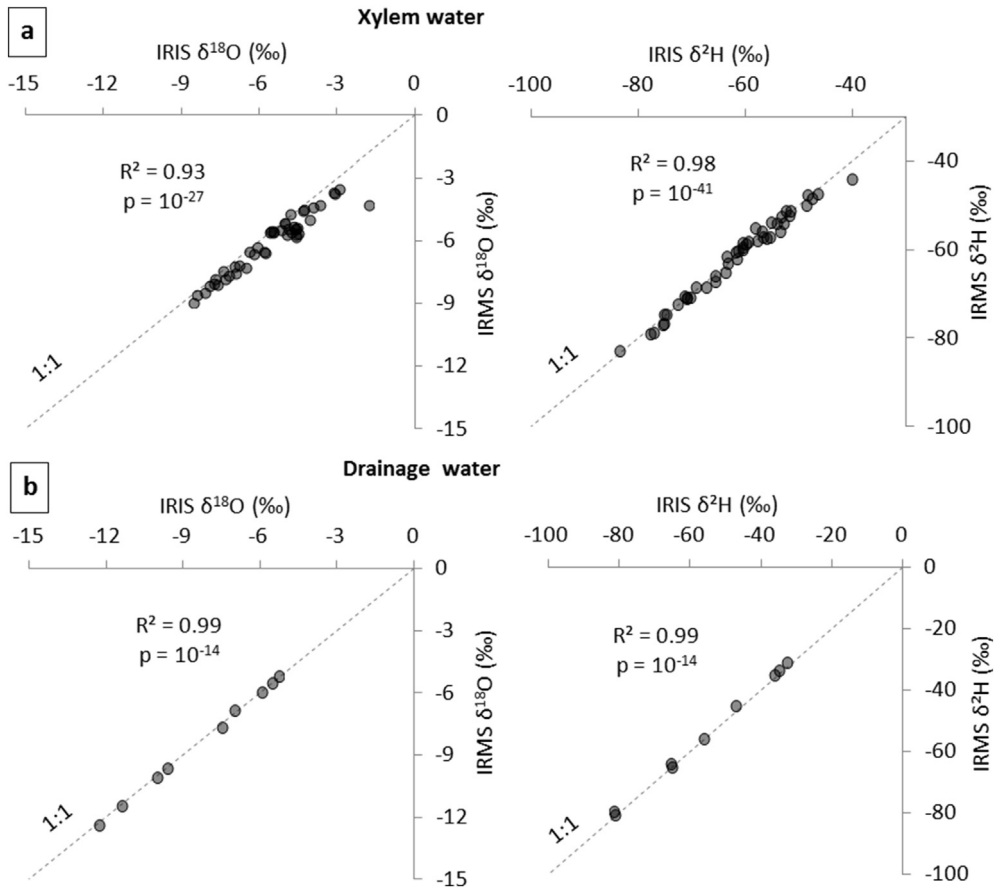 a
Xylem water
IRIS δ¹⁸O (‰)
-15 -12 -9 -6 -3 0
R² = 0.93
p = 10⁻²⁷
0
-3
-6
-9
-12
-15
IRMS δ¹⁸O (‰)
1:1
IRIS δ²H (‰)
-100 -80 -60 -40
R² = 0.98
p = 10⁻⁴¹
-40
-60
-80
-100
IRMS δ²H (‰)
1:1
b
Drainage water
IRIS δ¹⁸O (‰)
-15 -12 -9 -6 -3 0
R² = 0.99
p = 10⁻¹⁴
0
-3
-6
-9
-12
-15
IRMS δ¹⁸O (‰)
1:1
IRIS δ²H (‰)
-100 -80 -60 -40 -20 0
R² = 0.99
p = 10⁻¹⁴
0
-20
-40
-60
-80
-100
IRMS δ²H (‰)
1:1